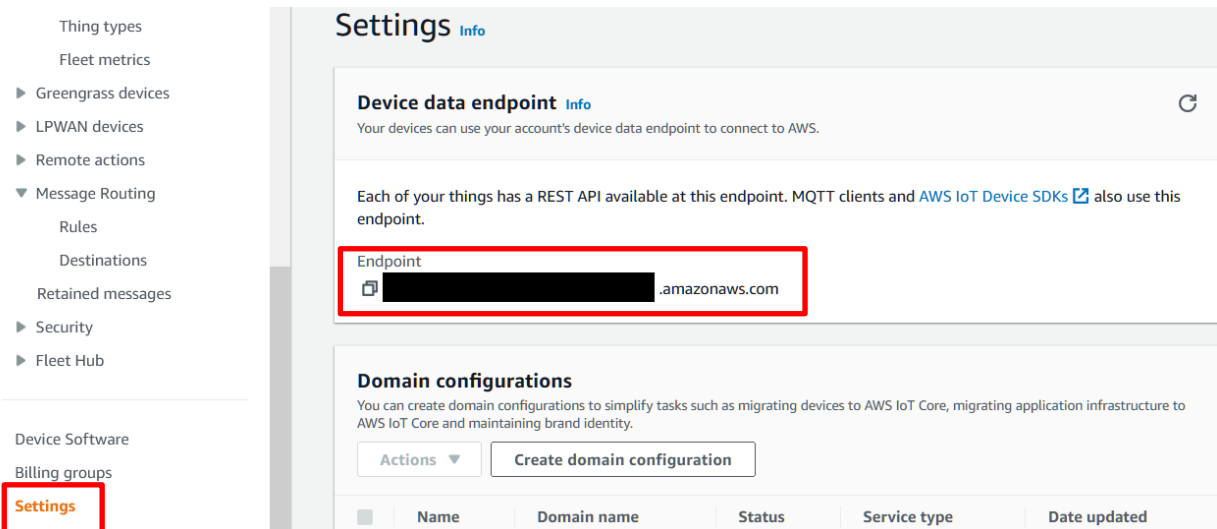 Thing types
Fleet metrics
Greengrass devices
LPWAN devices
Remote actions
Message Routing
Rules
Destinations
Retained messages
Security
Fleet Hub
Device Software
Billing groups
Settings
Settings Info
Device data endpoint Info
Your devices can use your account's device data endpoint to connect to AWS.
Each of your things has a REST API available at this endpoint. MQTT clients and AWS IoT Device SDKs also use this
endpoint.
Endpoint
.amazonaws.com
Domain configurations
You can create domain configurations to simplify tasks such as migrating devices to AWS IoT Core, migrating application infrastructure to
AWS IoT Core and maintaining brand identity.
Actions Create domain configuration
Name Domain name Status Service type Date updated